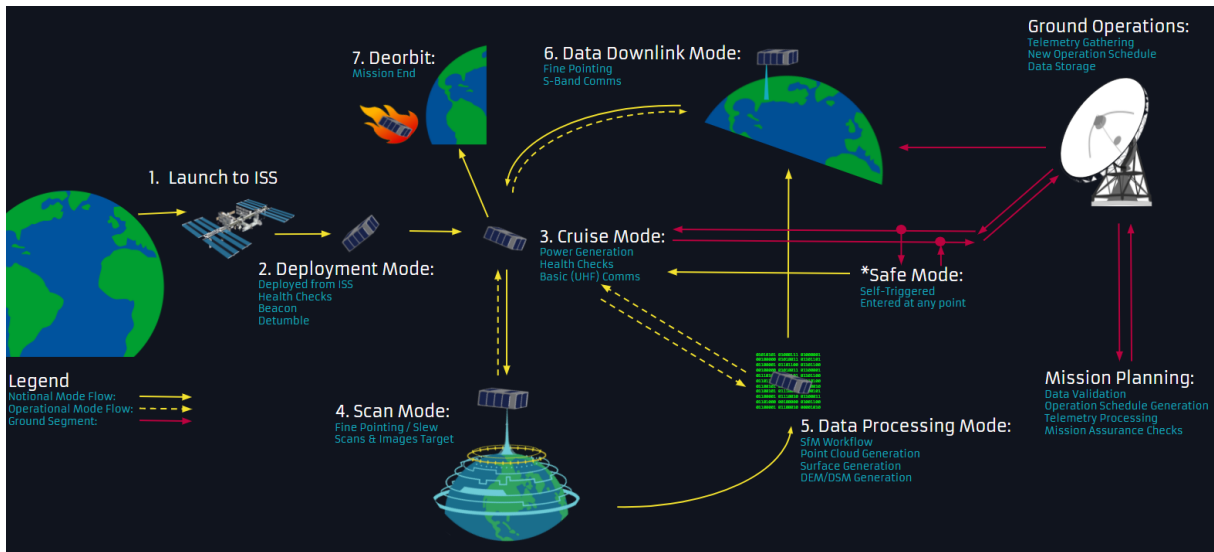 Ground Operations:
Telemetry Gathering
New Operation Schedule
Data Storage
7. Deorbit:
Mission End
6. Data Downlink Mode:
Fine Pointing
S-Band Comms
1. Launch to ISS
2. Deployment Mode:
Deployed from ISS
Health Checks
Beacon
Detumble
3. Cruise Mode:
Power Generation
Health Checks
Basic (UHF) Comms
*Safe Mode:
Self-Triggered
Entered at any point
Legend
Notional Mode Flow:
Operational Mode Flow:
Ground Segment:
4. Scan Mode:
Fine Pointing / Slew
Scans & Images Target
5. Data Processing Mode:
SfM Workflow
Point Cloud Generation
Surface Generation
DEM/DSM Generation
Mission Planning:
Data Validation
Operation Schedule Generation
Telemetry Processing
Mission Assurance Checks